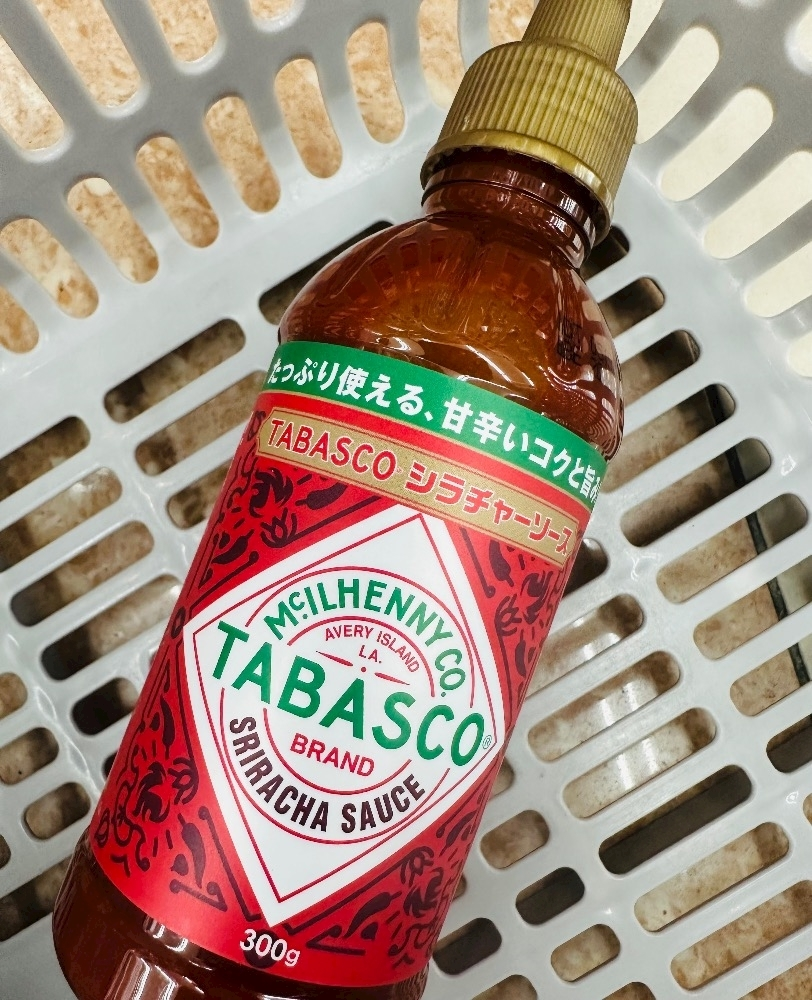 たっぷり使える、甘辛いコクと旨み
TABASCO® シラチャーソース
McILHENNY CO.
AVERY ISLAND
LA.
TABASCO®
BRAND
SRIRACHA SAUCE
300g